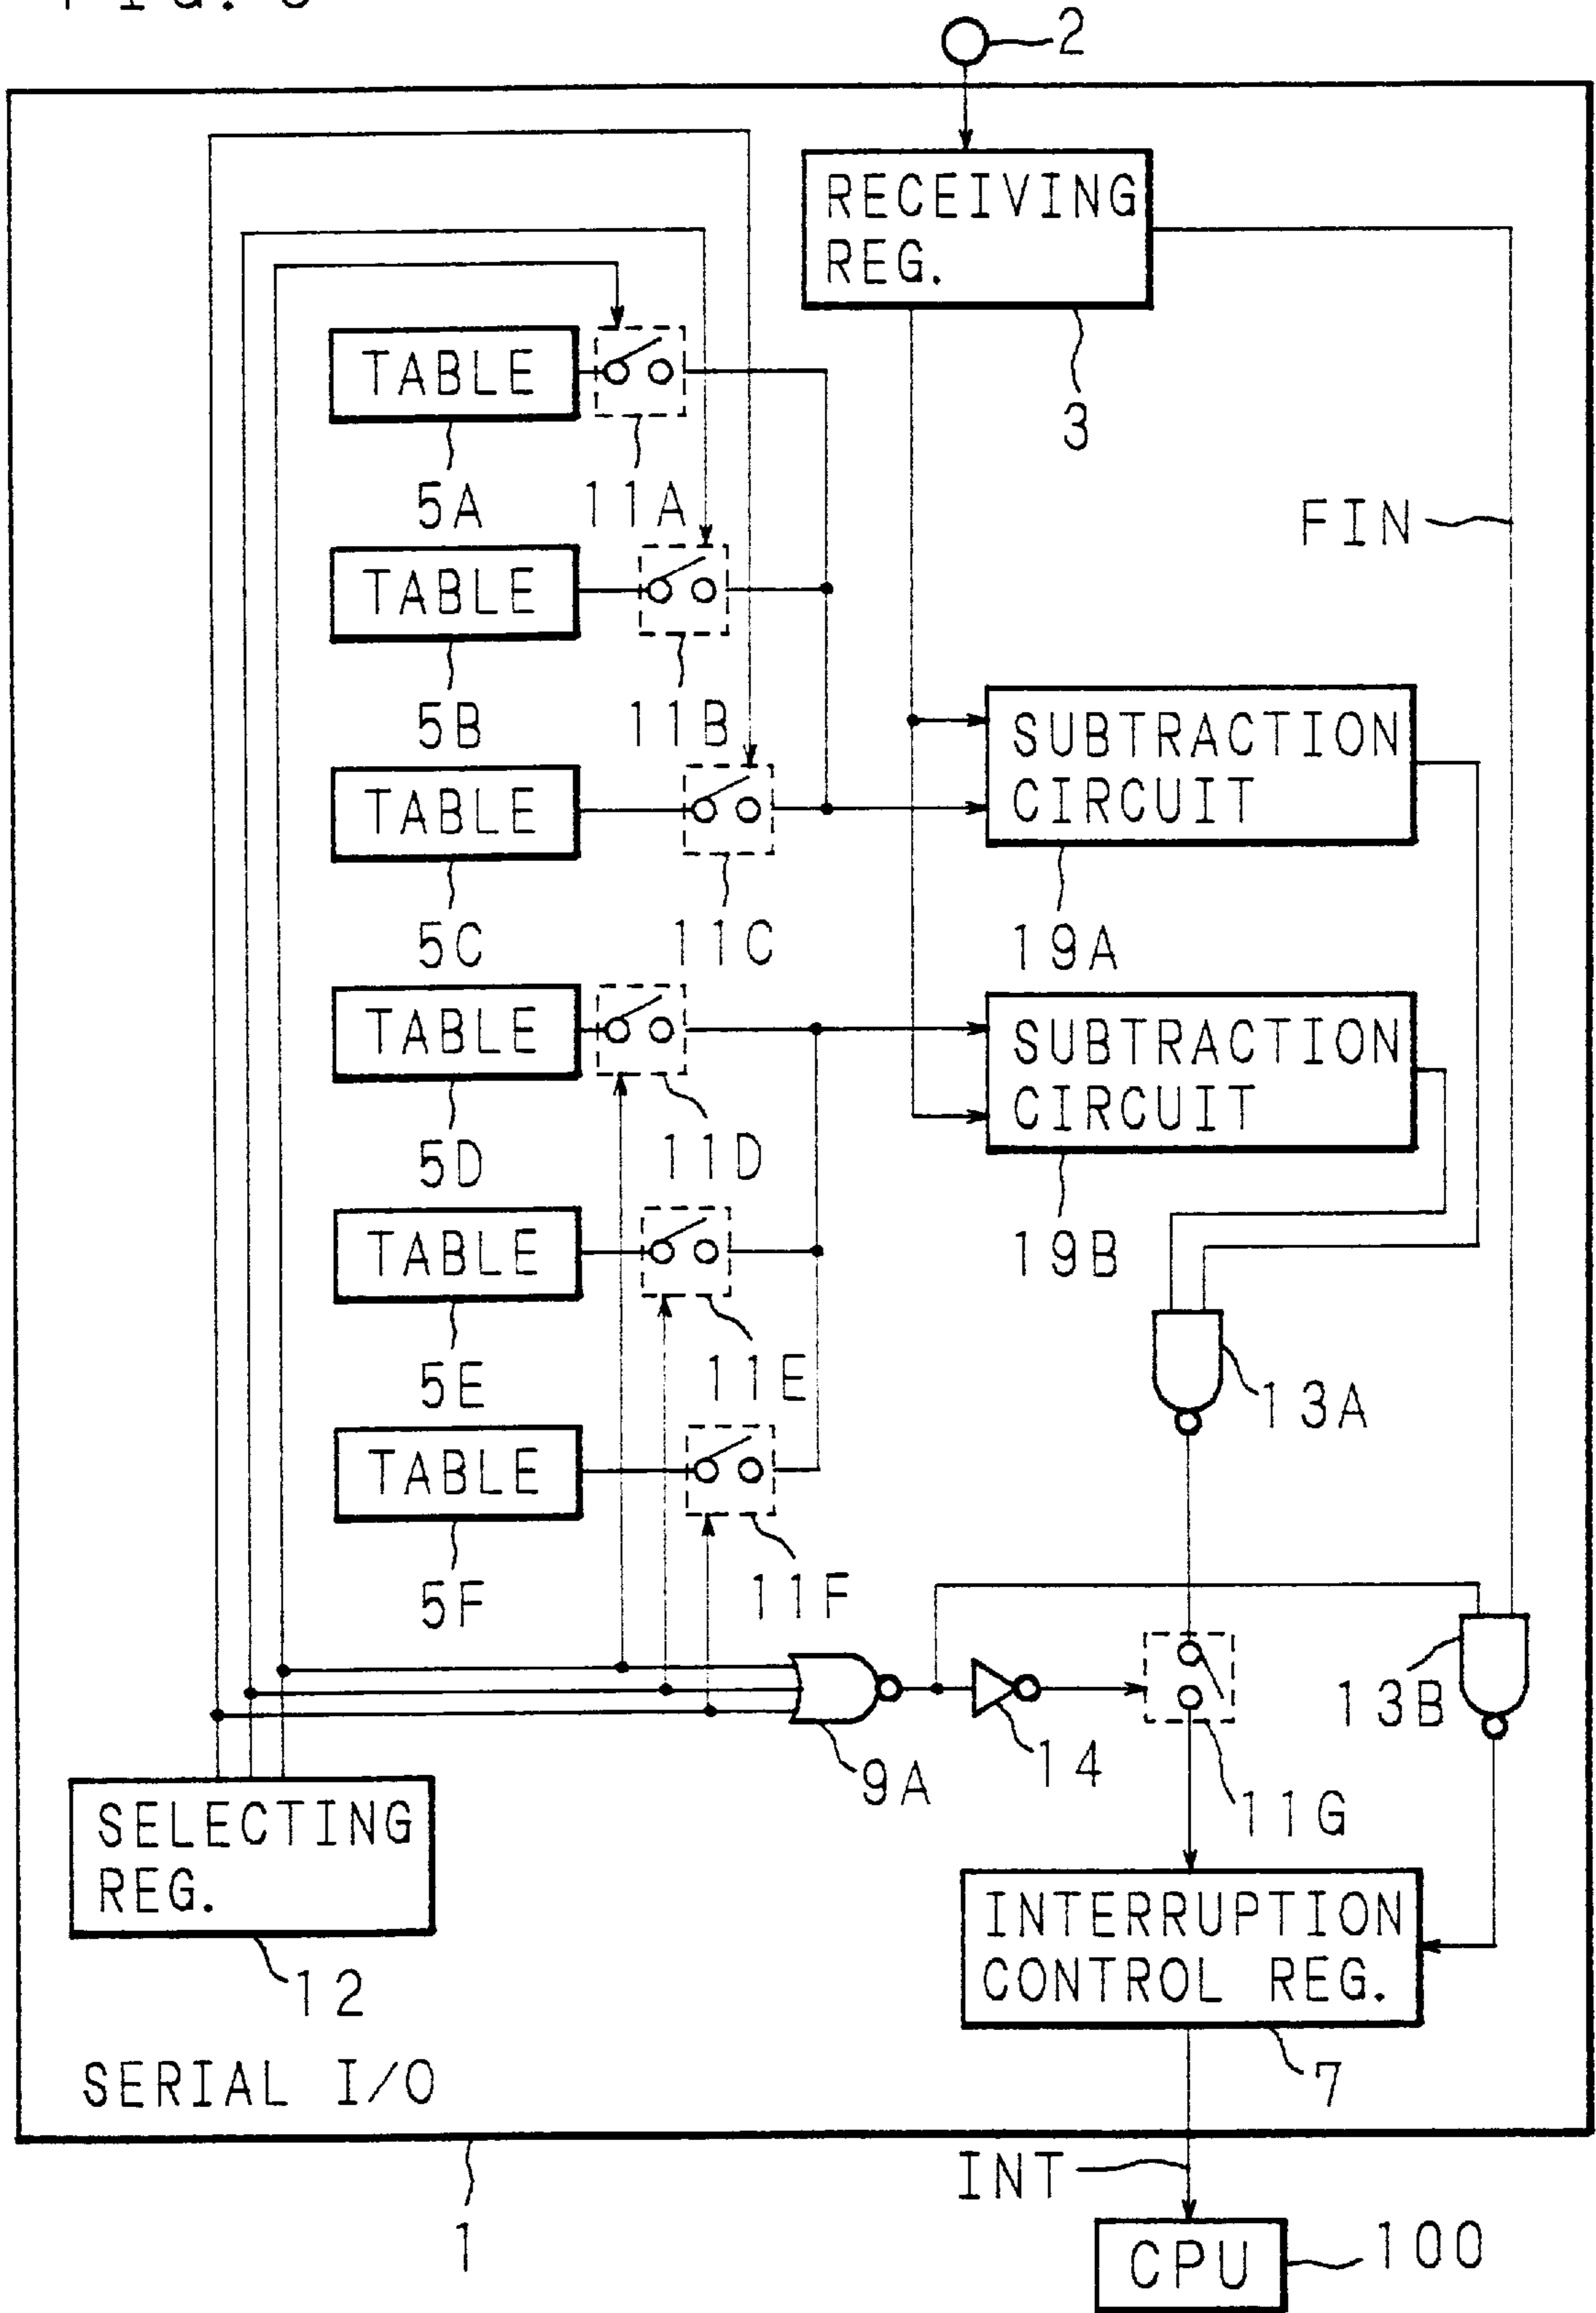 2
RECEIVING
REG.
3
TABLE
5A
11A
FIN
TABLE
5B
11B
SUBTRACTION
CIRCUIT
19A
TABLE
5C
11C
TABLE
5D
11D
SUBTRACTION
CIRCUIT
19B
TABLE
5E
11E
13A
TABLE
5F
11F
9A
14
11G
13B
SELECTING
REG.
12
INTERRUPTION
CONTROL REG.
7
SERIAL I/O
1
INT
CPU
100